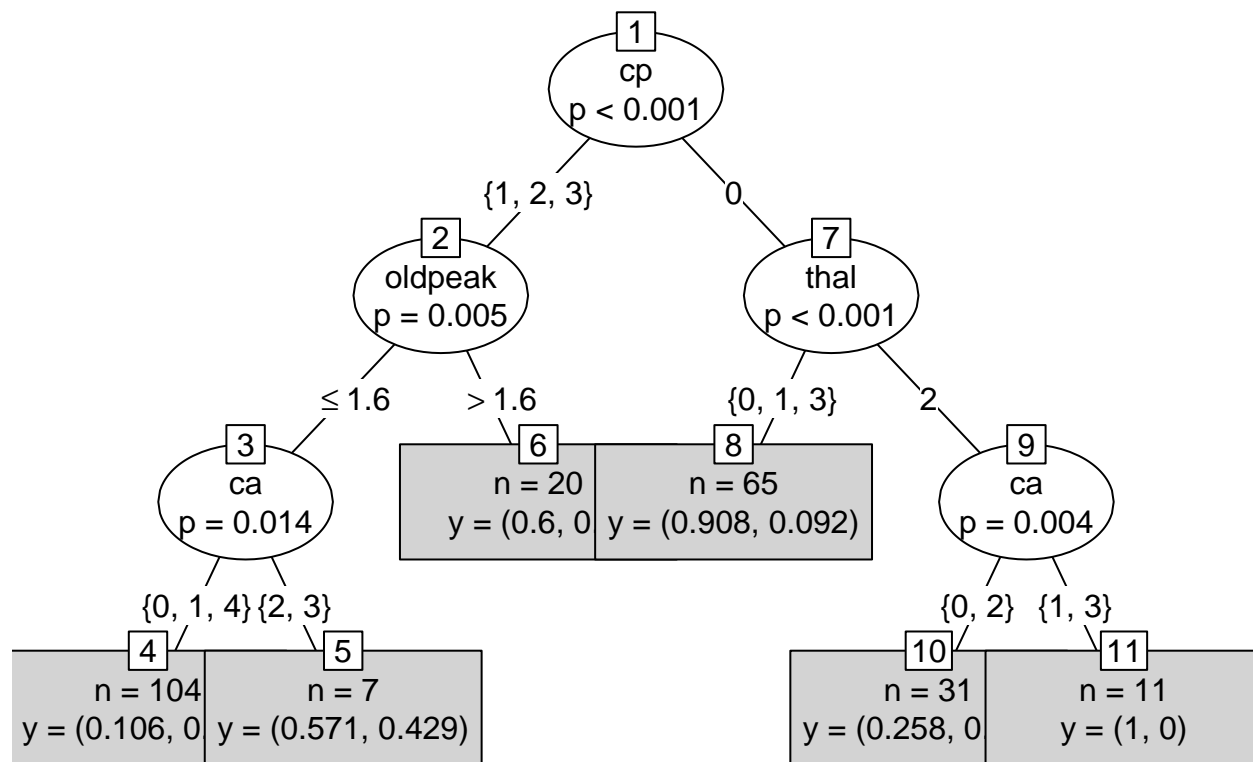 1
cp
p < 0.001
{1, 2, 3}
0
2
oldpeak
p = 0.005
7
thal
p < 0.001
≤ 1.6
> 1.6
{0, 1, 3}
2
3
ca
p = 0.014
6
n = 20
y = (0.6, 0
8
n = 65
y = (0.908, 0.092)
9
ca
p = 0.004
{0, 1, 4}
{2, 3}
{0, 2}
{1, 3}
4
n = 104
y = (0.106, 0.
5
n = 7
y = (0.571, 0.429)
10
n = 31
y = (0.258, 0.
11
n = 11
y = (1, 0)